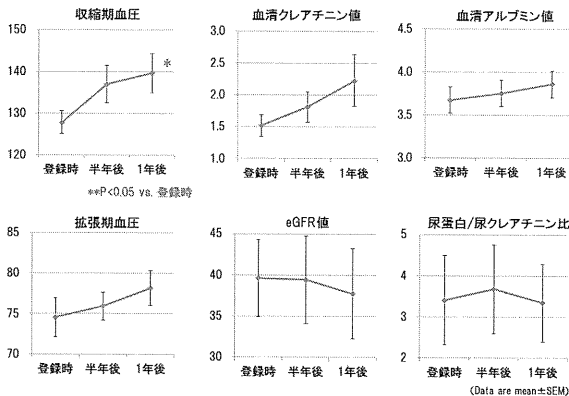 収縮期血圧
150
140
130
120
登録時 半年後 1年後
*
**P<0.05 vs. 登録時
血清クレアチニン値
3.0
2.5
2.0
1.5
1.0
登録時 半年後 1年後
血清アルブミン値
4.5
4.0
3.5
3.0
登録時 半年後 1年後
拡張期血圧
85
80
75
70
登録時 半年後 1年後
eGFR値
45
40
35
30
登録時 半年後 1年後
尿蛋白/尿クレアチニン比
5
4
3
2
登録時 半年後 1年後
(Data are mean±SEM)